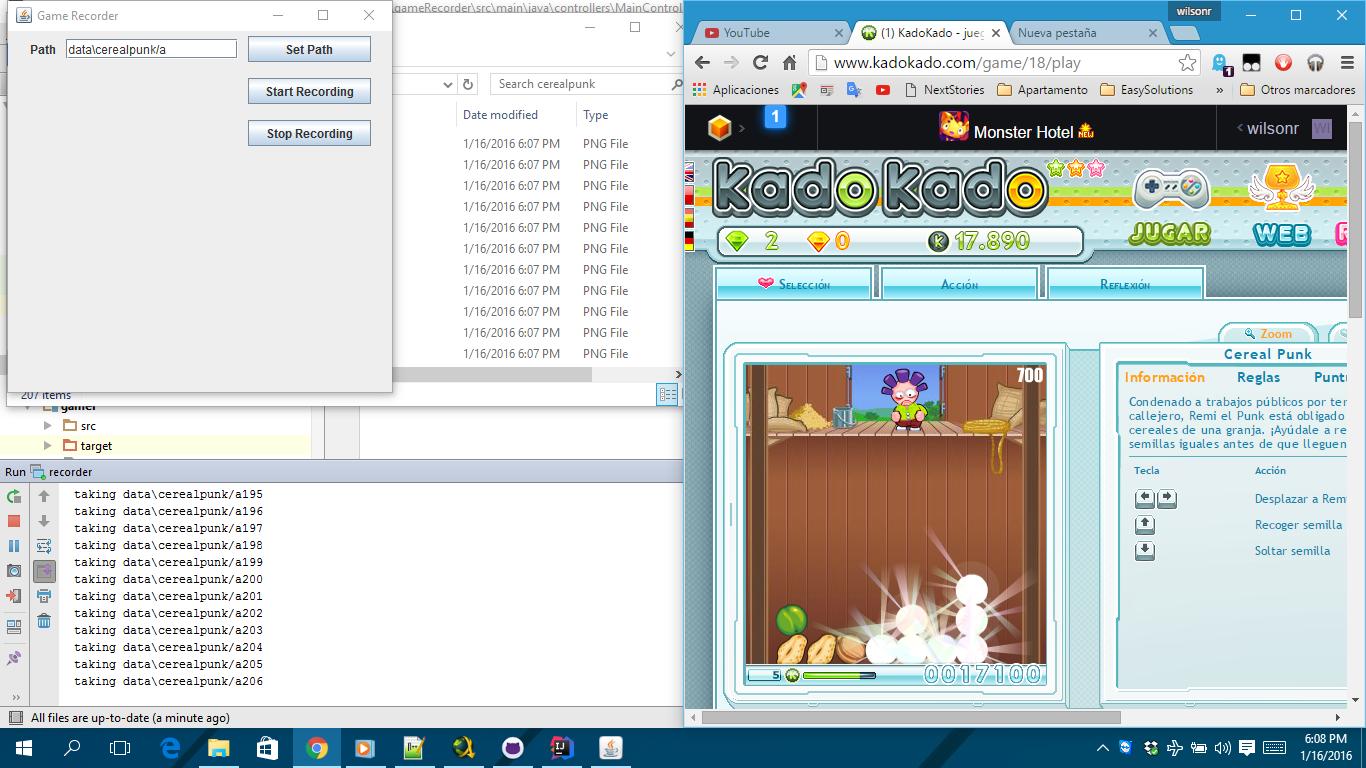 Game Recorder
Path
data\cerealpunk/a
Set Path
Start Recording
Stop Recording
.gameRecorder\src\main\java\controllers\MainControl
Search cerealpunk
Date modified
Type
1/16/2016 6:07 PM PNG File
1/16/2016 6:07 PM PNG File
1/16/2016 6:07 PM PNG File
1/16/2016 6:07 PM PNG File
1/16/2016 6:07 PM PNG File
1/16/2016 6:07 PM PNG File
1/16/2016 6:07 PM PNG File
1/16/2016 6:07 PM PNG File
1/16/2016 6:07 PM PNG File
1/16/2016 6:07 PM PNG File
1/16/2016 6:07 PM PNG File
207 items
gamer
src
target
Run recorder
taking data\cerealpunk/a195
taking data\cerealpunk/a196
taking data\cerealpunk/a197
taking data\cerealpunk/a198
taking data\cerealpunk/a199
taking data\cerealpunk/a200
taking data\cerealpunk/a201
taking data\cerealpunk/a202
taking data\cerealpunk/a203
taking data\cerealpunk/a204
taking data\cerealpunk/a205
taking data\cerealpunk/a206
All files are up-to-date (a minute ago)
wilsonr
YouTube
(1) KadoKado - jueg
Nueva pestaña
www.kadokado.com/game/18/play
1
Aplicaciones
NextStories
Apartamento
EasySolutions
»
Otros marcadores
1
Monster Hotel NEW
wilsonr
WI
kadokado
2
0
K 17.890
JUGAR
WEB
Selección
Acción
Reflexión
Zoom
Cereal Punk
Información
Reglas
Puntu
Condenado a trabajos públicos por ter
callejero, Remi el Punk está obligado
cereales de una granja. ¡Ayúdale a re
semillas iguales antes de que lleguen
Tecla
Acción
Desplazar a Rem
Recoger semilla
Soltar semilla
700
5
0017100
6:08 PM
1/16/2016